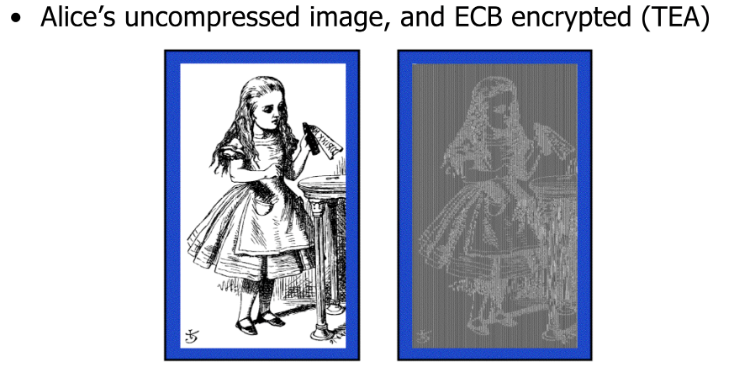 • Alice's uncompressed image, and ECB encrypted (TEA)